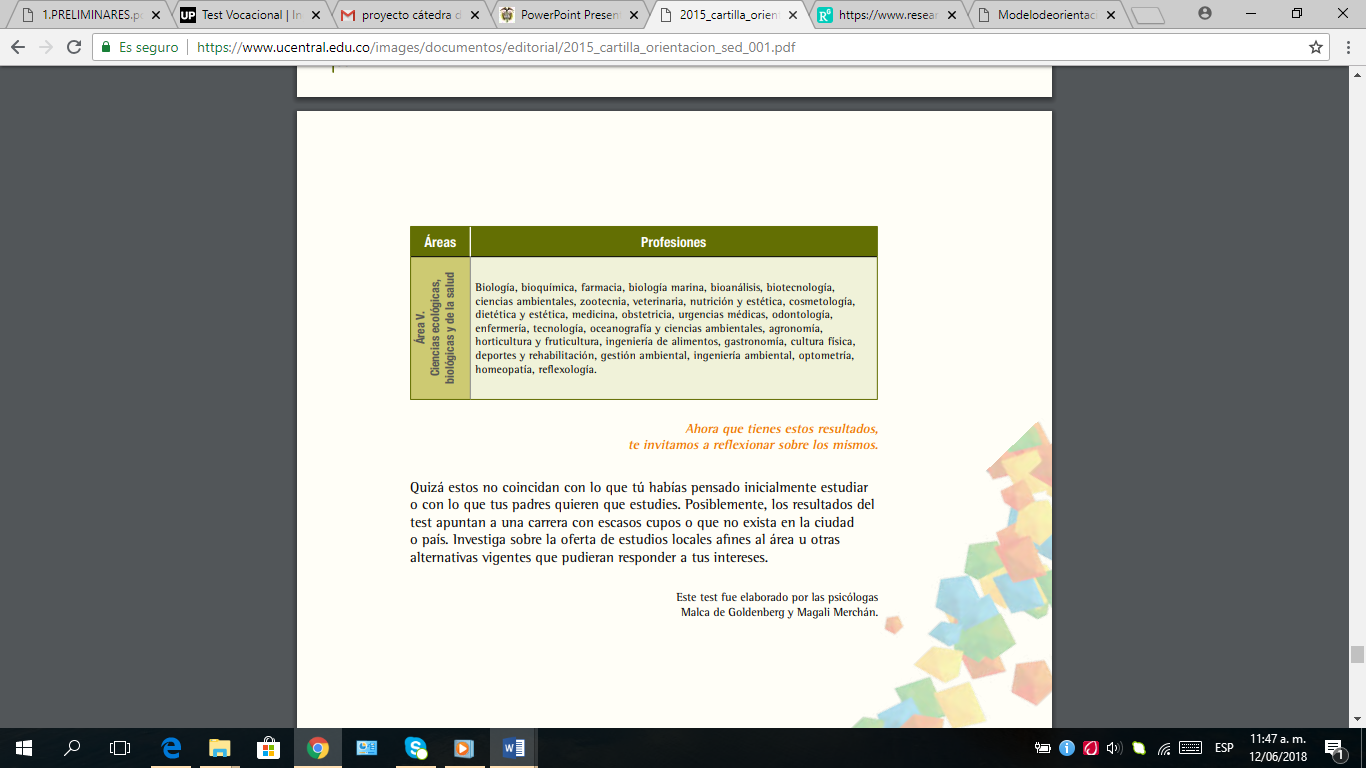 1.PRELIMINARES.p
Test Vocacional | In
proyecto cátedra d
PowerPoint Present
2015_cartilla_orient
https://www.resear
Modelodeorientac
Es seguro
https://www.ucentral.edu.co/images/documentos/editorial/2015_cartilla_orientacion_sed_001.pdf
Áreas
Profesiones
Área V.
Ciencias ecológicas,
biológicas y de la salud
Biología, bioquímica, farmacia, biología marina, bioanálisis, biotecnología,
ciencias ambientales, zootecnia, veterinaria, nutrición y estética, cosmetología,
dietética y estética, medicina, obstetricia, urgencias médicas, odontología,
enfermería, tecnología, oceanografía y ciencias ambientales, agronomía,
horticultura y fruticultura, ingeniería de alimentos, gastronomía, cultura física,
deportes y rehabilitación, gestión ambiental, ingeniería ambiental, optometría,
homeopatía, reflexología.
Ahora que tienes estos resultados,
te invitamos a reflexionar sobre los mismos.
Quizá estos no coincidan con lo que tú habías pensado inicialmente estudiar
o con lo que tus padres quieren que estudies. Posiblemente, los resultados del
test apuntan a una carrera con escasos cupos o que no exista en la ciudad
o país. Investiga sobre la oferta de estudios locales afines al área u otras
alternativas vigentes que pudieran responder a tus intereses.
Este test fue elaborado por las psicólogas
Malca de Goldenberg y Magali Merchán.
ESP
11:47 a. m.
12/06/2018